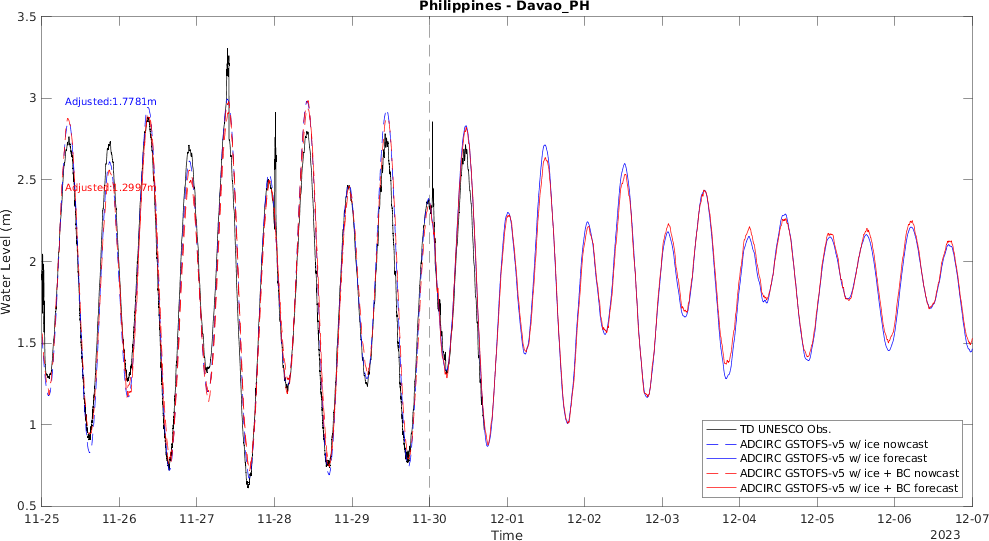 Philippines - Davao_PH
3.5
3
2.5
2
1.5
1
0.5
Water Level (m)
Adjusted:1.7781m
Adjusted:1.2997m
TD UNESCO Obs.
ADCIRC GSTOFS-v5 w/ ice nowcast
ADCIRC GSTOFS-v5 w/ ice forecast
ADCIRC GSTOFS-v5 w/ ice + BC nowcast
ADCIRC GSTOFS-v5 w/ ice + BC forecast
11-25 11-26 11-27 11-28 11-29 11-30 12-01 12-02 12-03 12-04 12-05 12-06 12-07
Time
2023